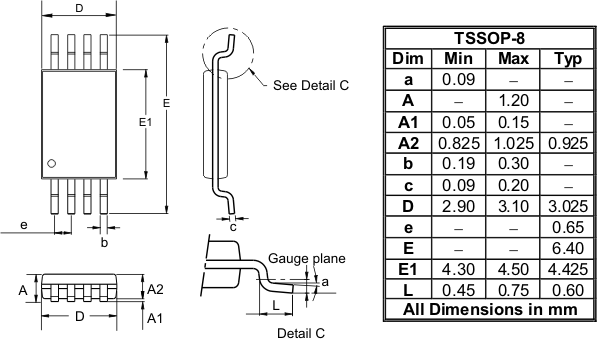 D
E1
E
e
b
See Detail C
c
A
A2
A1
D
Gauge plane
a
L
Detail C
TSSOP-8
Dim Min Max Typ
a 0.09 – –
A – 1.20 –
A1 0.05 0.15 –
A2 0.825 1.025 0.925
b 0.19 0.30 –
c 0.09 0.20 –
D 2.90 3.10 3.025
e – – 0.65
E – – 6.40
E1 4.30 4.50 4.425
L 0.45 0.75 0.60
All Dimensions in mm